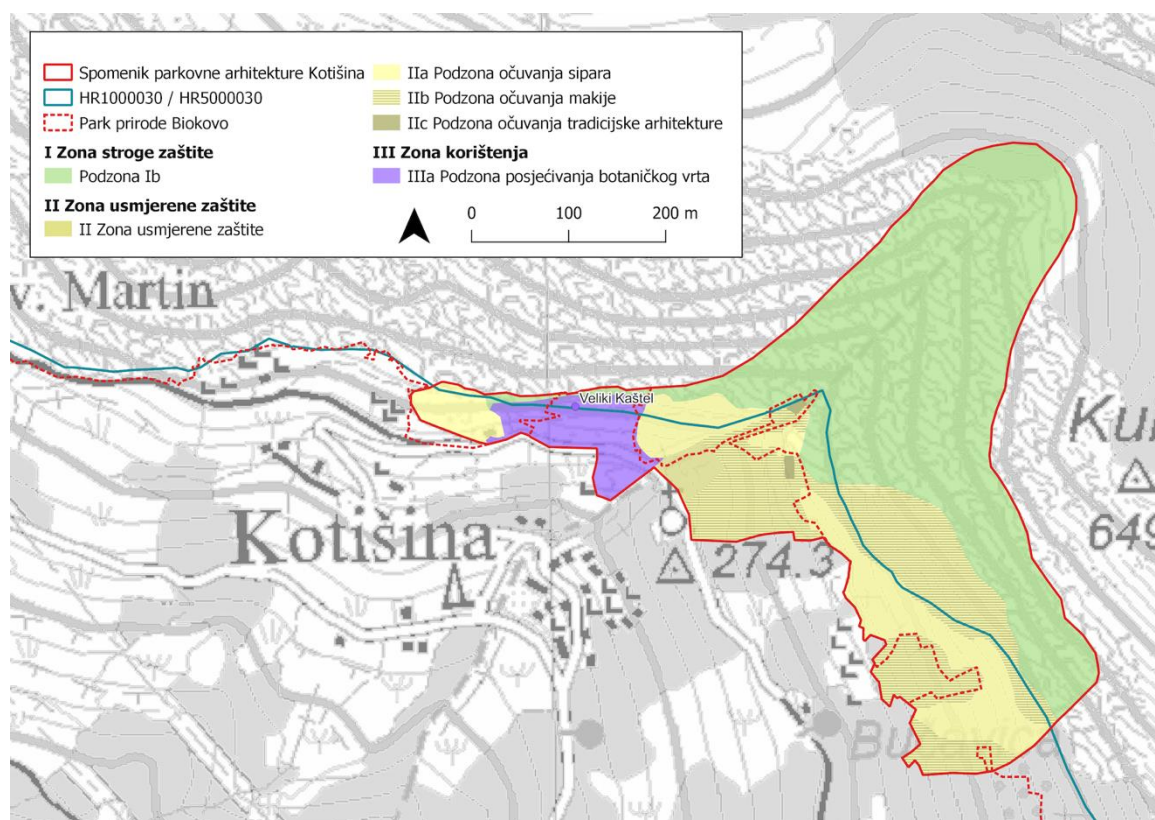 Spomenik parkovne arhitekture Kotišina
HR1000030 / HR5000030
Park prirode Biokovo
I Zona stroge zaštite
Podzona Ib
II Zona usmjerene zaštite
II Zona usmjerene zaštite
IIa Podzona očuvanja sipara
IIb Podzona očuvanja makije
IIc Podzona očuvanja tradicijske arhitekture
III Zona korištenja
IIIa Podzona posjećivanja botaničkog vrta
0 100 200 m
v. Martin
Veliki Kaštel
Kotišina
274.3
649